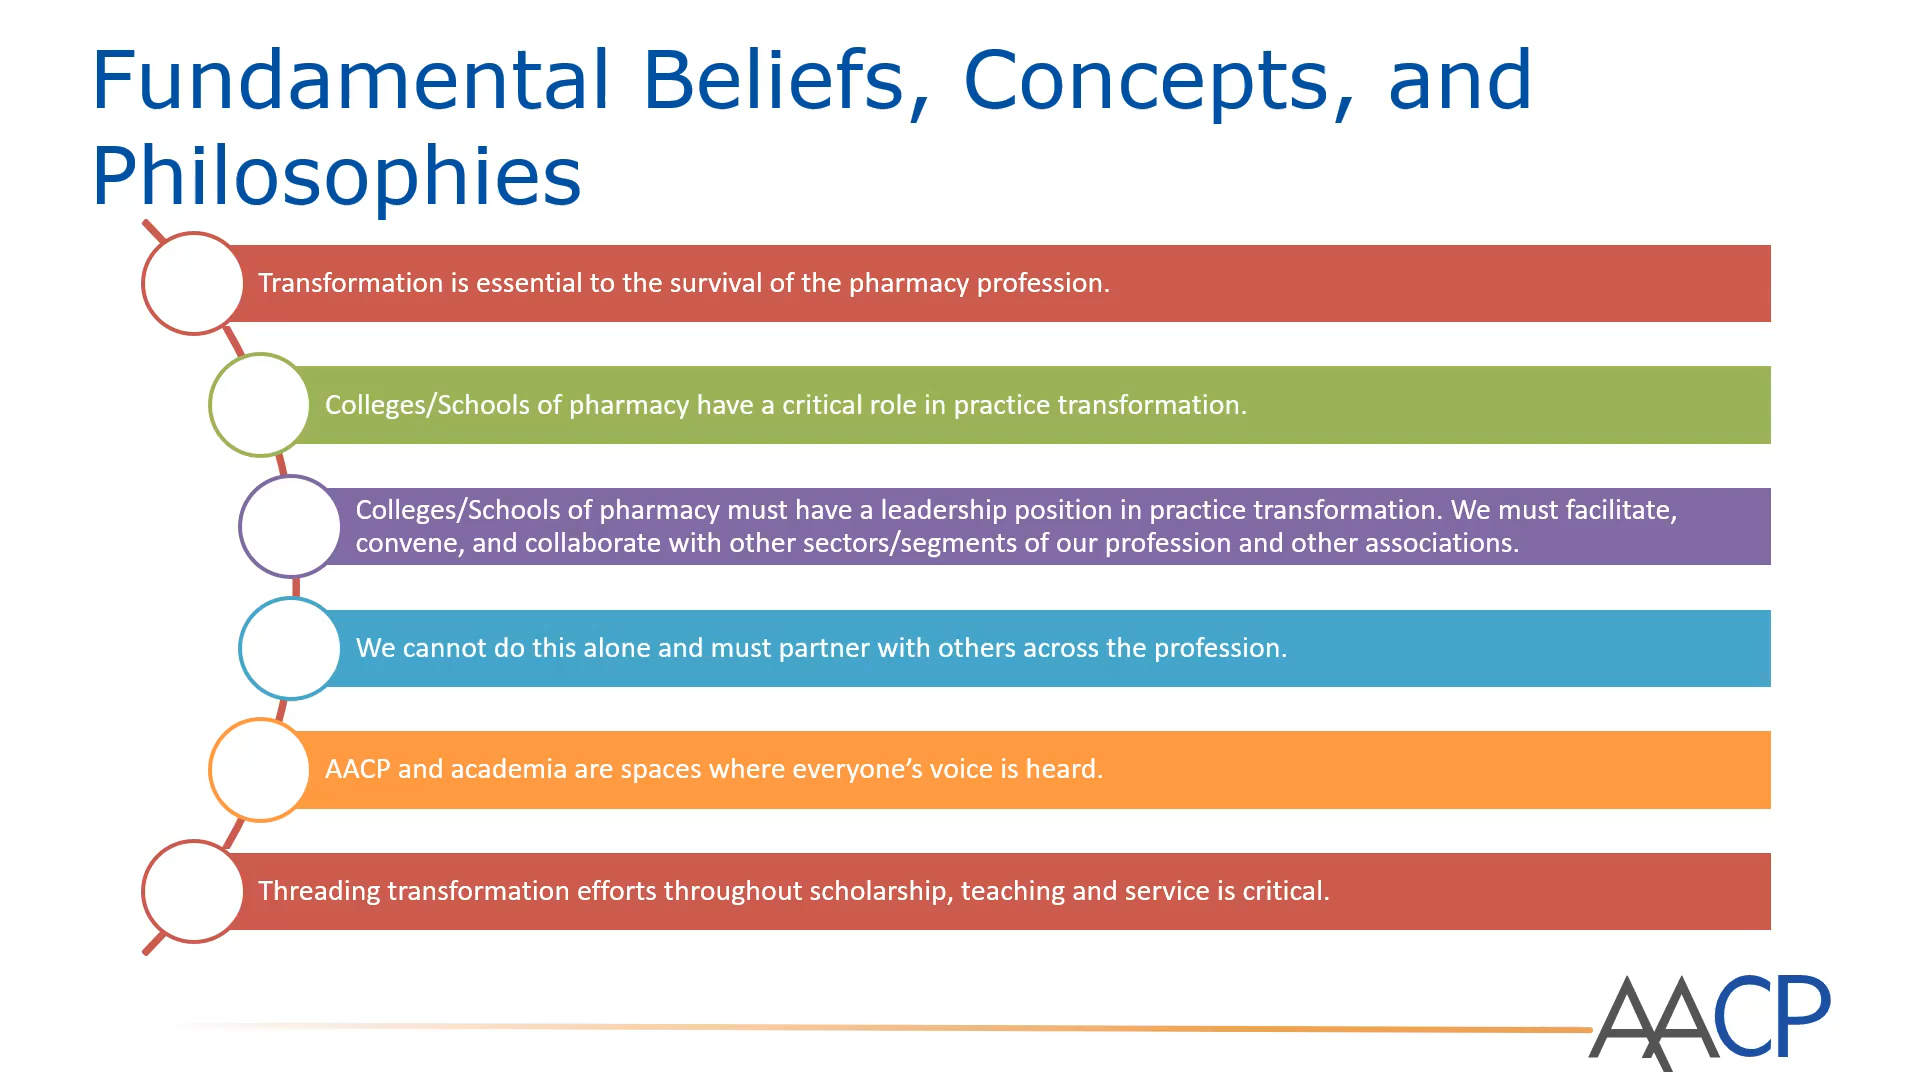 Fundamental Beliefs, Concepts, and
Philosophies
Transformation is essential to the survival of the pharmacy profession.
Colleges/Schools of pharmacy have a critical role in practice transformation.
Colleges/Schools of pharmacy must have a leadership position in practice transformation. We must facilitate,
convene, and collaborate with other sectors/segments of our profession and other associations.
We cannot do this alone and must partner with others across the profession.
AACP and academia are spaces where everyone’s voice is heard.
Threading transformation efforts throughout scholarship, teaching and service is critical.
AACP